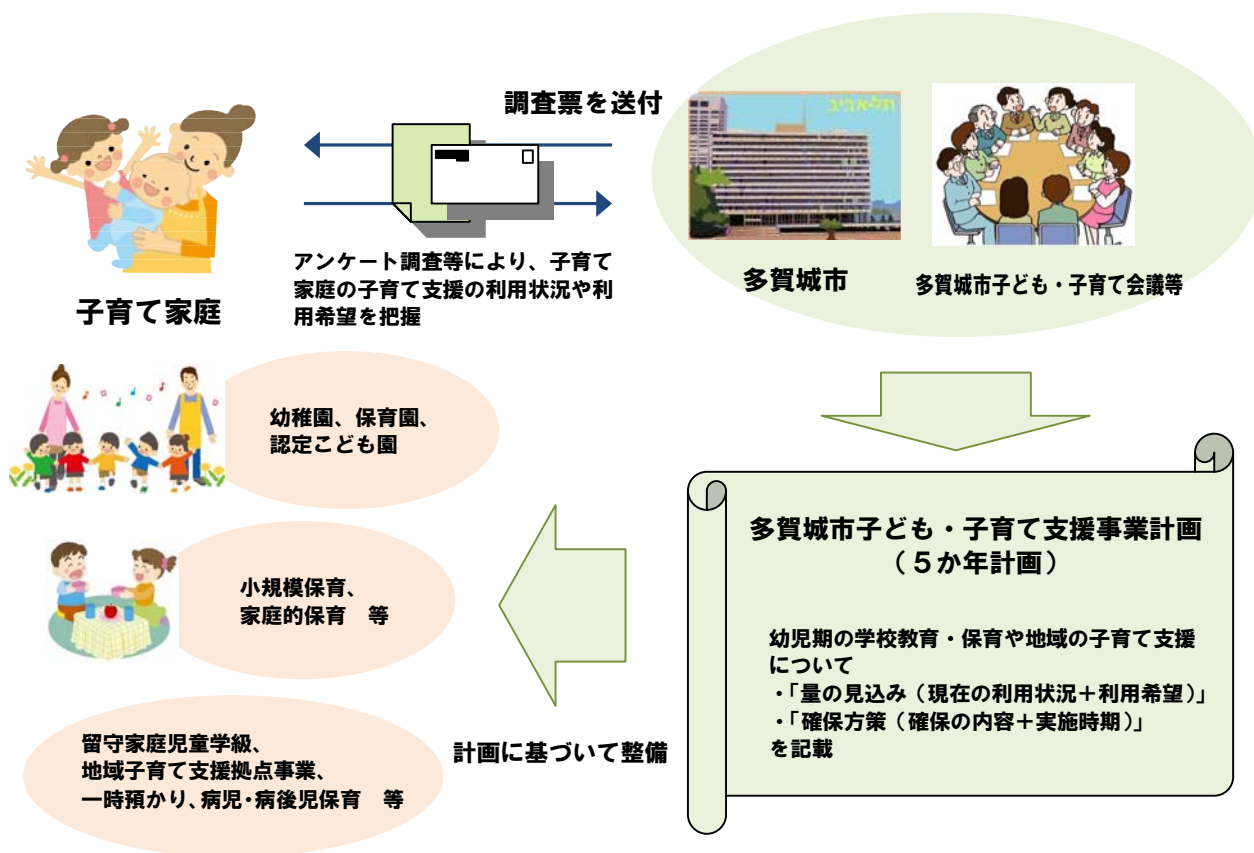 調査票を送付
תל-אביב
アンケート調査等により、子育て
家庭の子育て支援の利用状況や利
用希望を把握
子育て家庭
多賀城市
多賀城市子ども・子育て会議等
幼稚園、保育園、
認定こども園
小規模保育、
家庭的保育　等
留守家庭児童学級、
地域子育て支援拠点事業、
一時預かり、病児・病後児保育　等
計画に基づいて整備
多賀城市子ども・子育て支援事業計画
（５か年計画）
幼児期の学校教育・保育や地域の子育て支援
について
・「量の見込み（現在の利用状況＋利用希望）」
・「確保方策（確保の内容＋実施時期）」
を記載